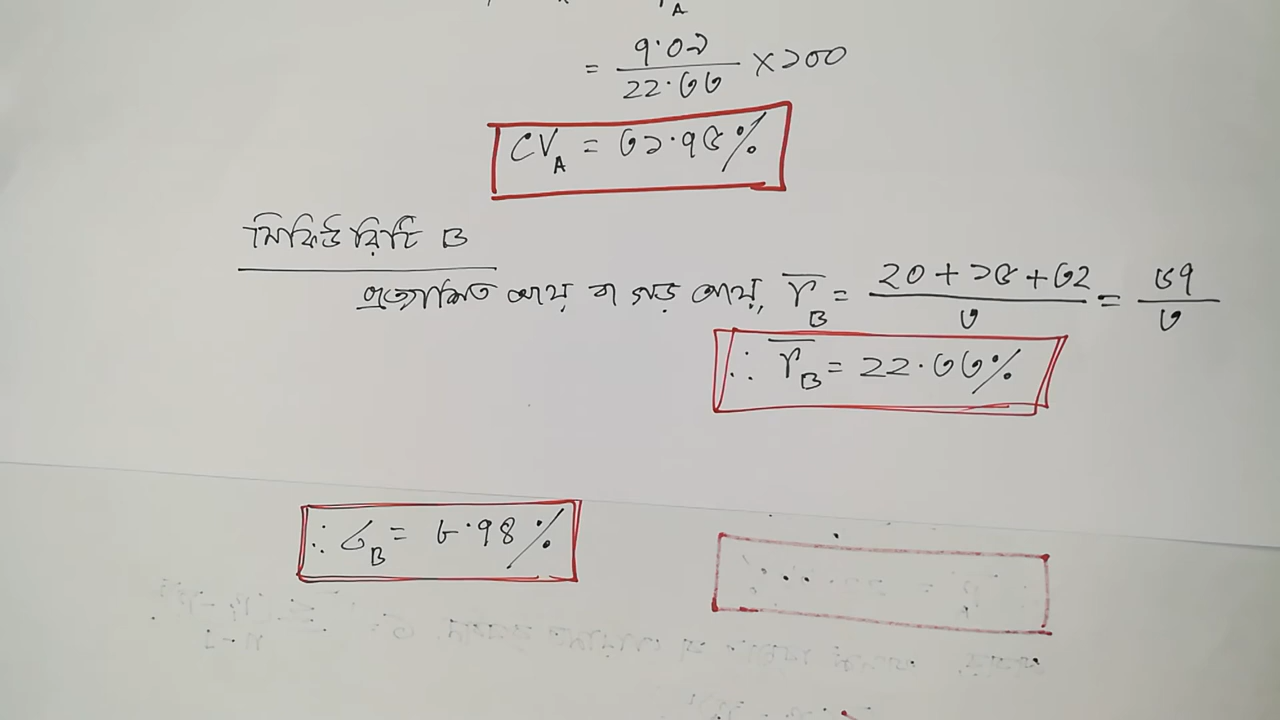 A
= ৭.০৯ / ২২.৩৩ × ১০০
CV_A = ৩১.৭৫%
সিকিউরিটি B
প্রত্যাশিত আয় বা গড় আয়, r̅_B = ২০ + ১৫ + ৩২ / ৩ = ৬৭ / ৩
∴ r̅_B = ২২.৩৩%
∴ σ_B = ৮.৭৪%